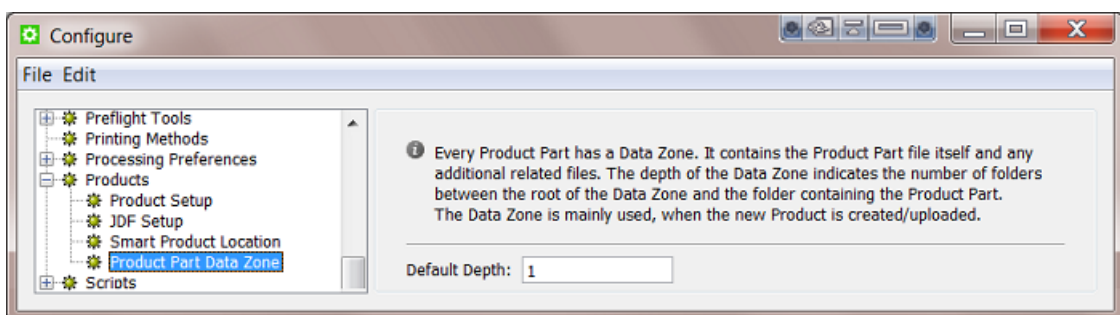 Configure
File Edit
Preflight Tools
Printing Methods
Processing Preferences
Products
Product Setup
JDF Setup
Smart Product Location
Product Part Data Zone
Scripts
Every Product Part has a Data Zone. It contains the Product Part file itself and any
additional related files. The depth of the Data Zone indicates the number of folders
between the root of the Data Zone and the folder containing the Product Part.
The Data Zone is mainly used, when the new Product is created/uploaded.
Default Depth: 1